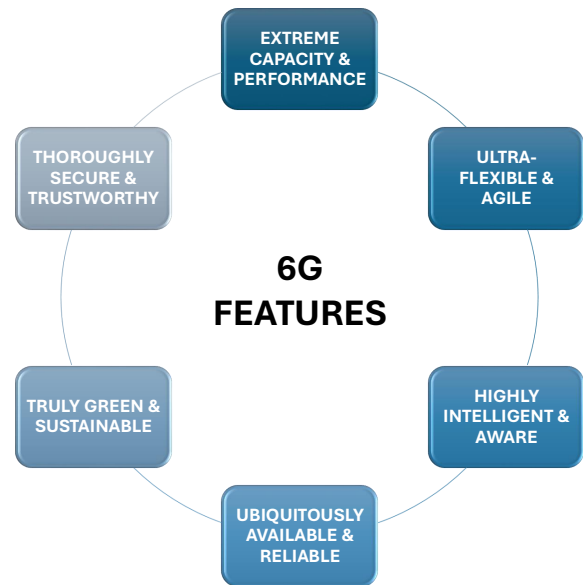 EXTREME
CAPACITY &
PERFORMANCE
ULTRA-
FLEXIBLE &
AGILE
HIGHLY
INTELLIGENT &
AWARE
UBIQUITOUSLY
AVAILABLE &
RELIABLE
TRULY GREEN &
SUSTAINABLE
THOROUGHLY
SECURE &
TRUSTWORTHY
6G
FEATURES